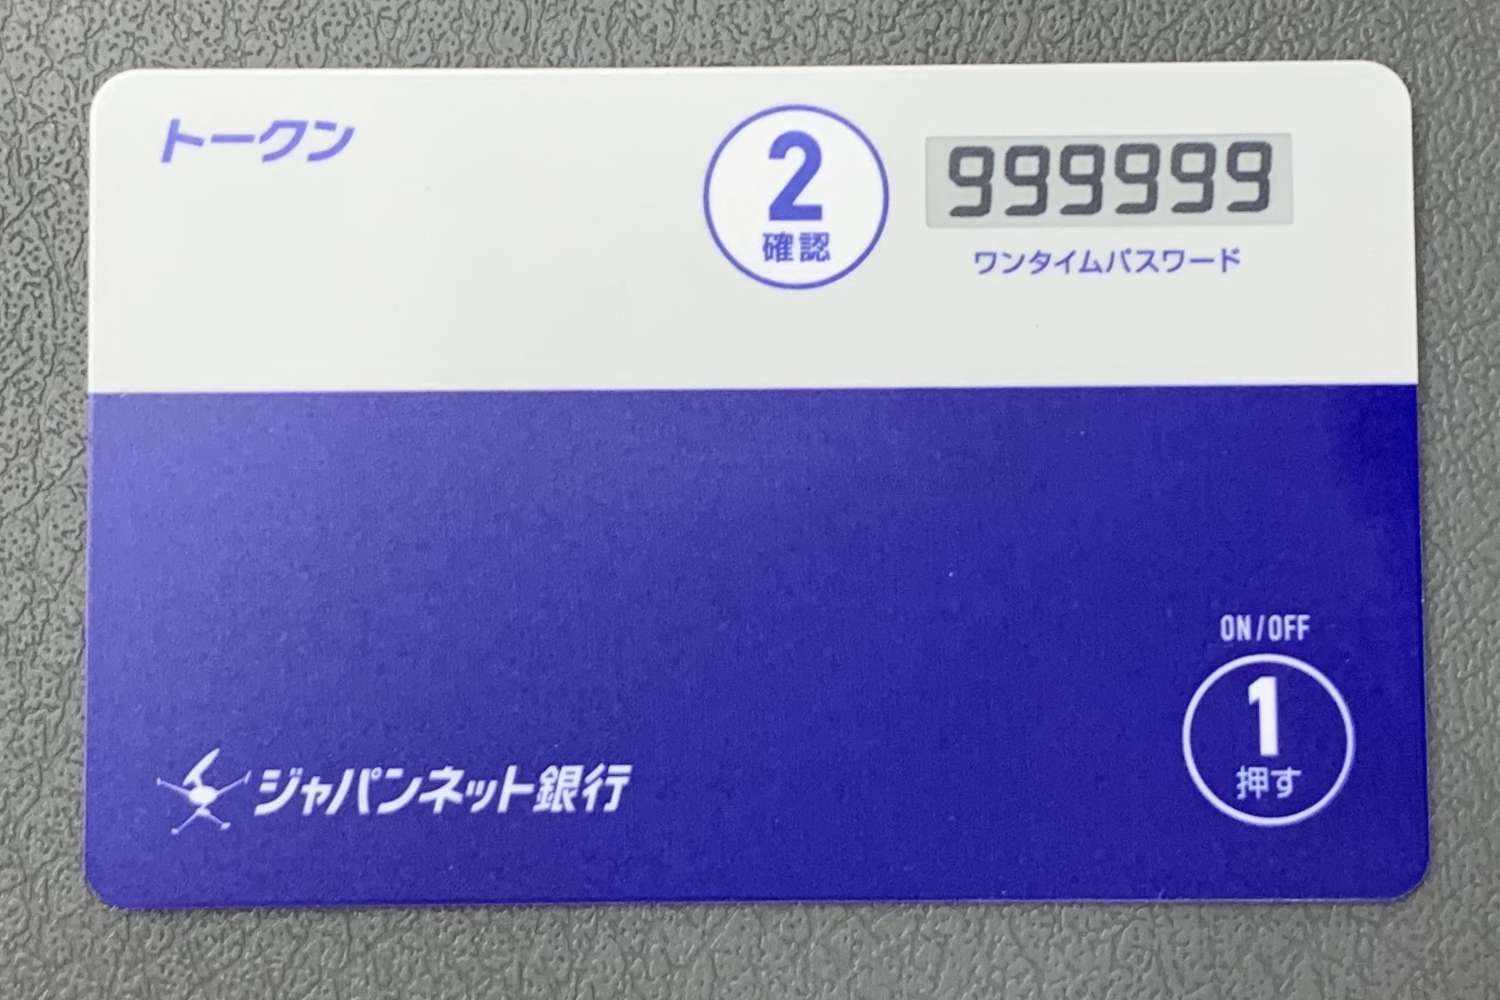 トークン
2
確認
999999
ワンタイムパスワード
ON/OFF
1
押す
ジャパンネット銀行